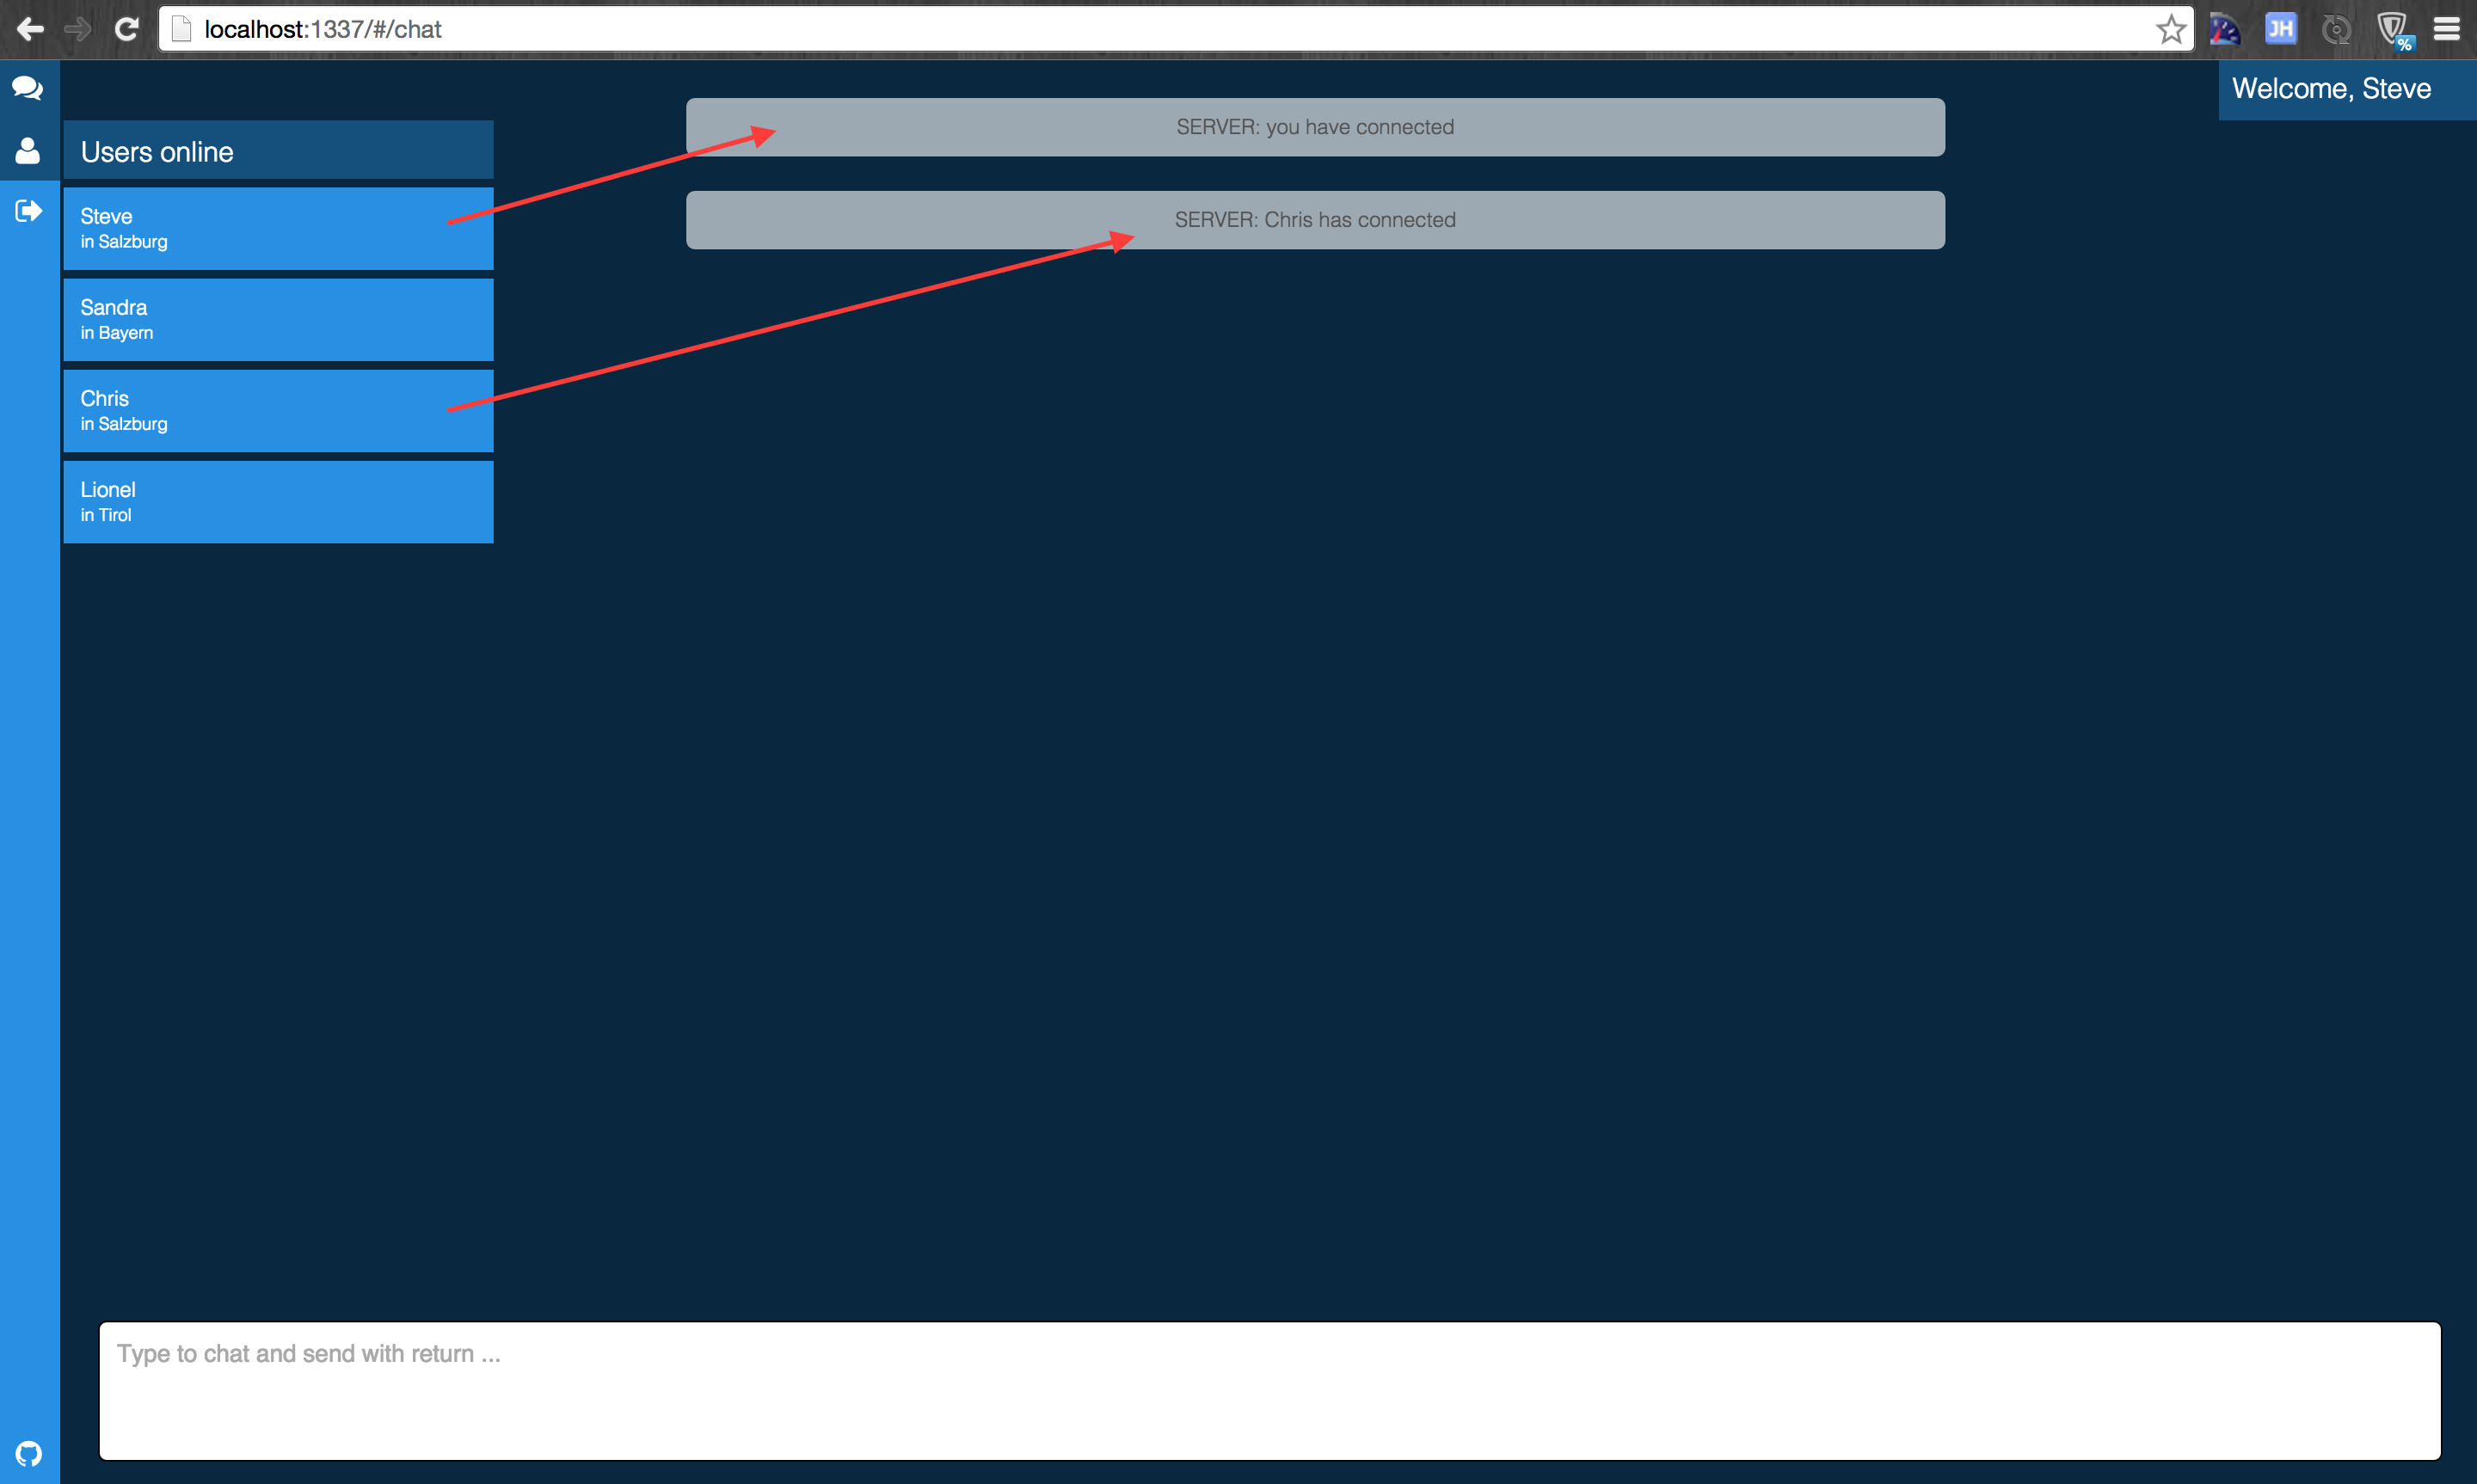 localhost:1337/#/chat
JH
%
Welcome, Steve
Users online
Steve
in Salzburg
Sandra
in Bayern
Chris
in Salzburg
Lionel
in Tirol
SERVER: you have connected
SERVER: Chris has connected
Type to chat and send with return ...